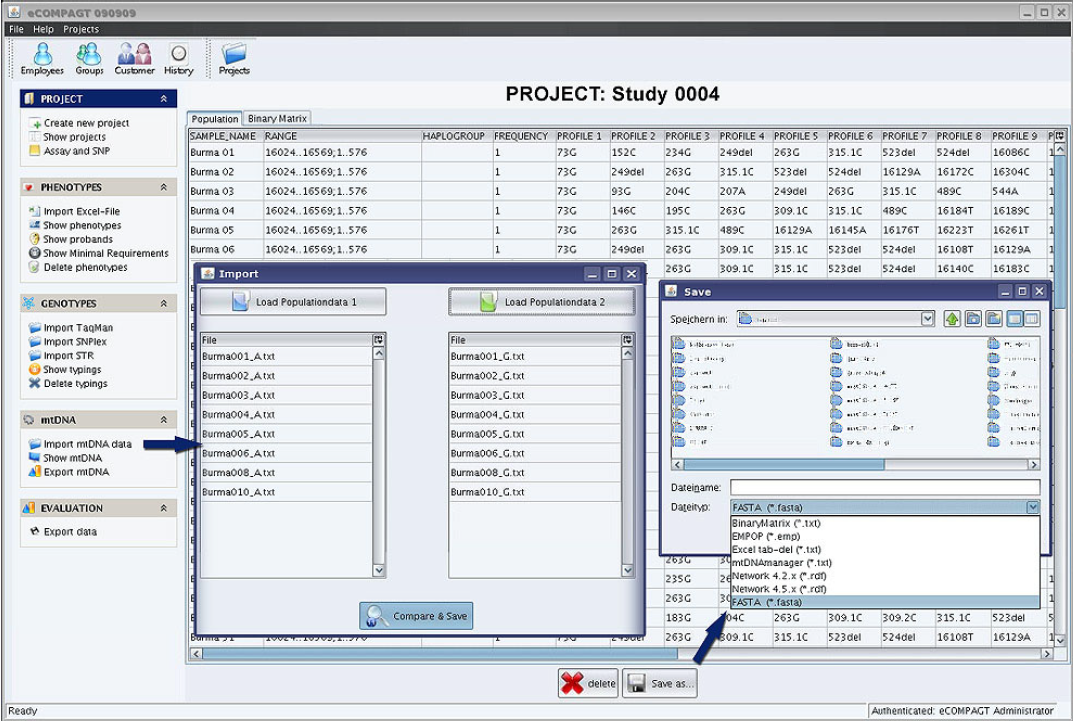 eCOMPAGT 090909
File Help Projects
Employees Groups Customer History Projects
PROJECT: Study 0004
PROJECT
Create new project
Show projects
Assay and SNP
PHENOTYPES
Import Excel-File
Show phenotypes
Show probands
Show Minimal Requirements
Delete phenotypes
GENOTYPES
Import TaqMan
Import SNPlex
Import STR
Show typings
Delete typings
mtDNA
Import mtDNA data
Show mtDNA
Export mtDNA
EVALUATION
Export data
Population Binary Matrix
SAMPLE_NAME RANGE HAPLOGROUP FREQUENCY PROFILE 1 PROFILE 2 PROFILE 3 PROFILE 4 PROFILE 5 PROFILE 6 PROFILE 7 PROFILE 8 PROFILE 9
Burma 01 16024..16569;1..576 1 73G 152C 234G 249del 263G 315.1C 523del 524del 16086C
Burma 02 16024..16569;1..576 1 73G 249del 263G 315.1C 523del 524del 16129A 16172C 16304C
Burma 03 16024..16569;1..576 1 73G 93G 204C 207A 249del 263G 315.1C 489C 544A
Burma 04 16024..16569;1..576 1 73G 146C 195C 263G 309.1C 315.1C 489C 16184T 16189C
Burma 05 16024..16569;1..576 1 73G 263G 315.1C 489C 16129A 16145A 16176T 16223T 16261T
Burma 06 16024..16569;1..576 1 73G 249del 263G 309.1C 315.1C 523del 524del 16108T 16129A
263G 309.1C 315.1C 523del 524del 16140C 16183C
Import
Load Populationdata 1 Load Populationdata 2
File File
Burma001_A.txt Burma001_G.txt
Burma002_A.txt Burma002_G.txt
Burma003_A.txt Burma003_G.txt
Burma004_A.txt Burma004_G.txt
Burma005_A.txt Burma005_G.txt
Burma006_A.txt Burma006_G.txt
Burma008_A.txt Burma008_G.txt
Burma010_A.txt Burma010_G.txt
Compare & Save
Save
Speichern in:
Dateiname:
Dateityp: FASTA (*.fasta)
BinaryMatrix (*.txt)
EMPOP (*.emp)
Excel tab-del (*.txt)
mtDNAmanager (*.txt)
Network 4.2.x (*.rdf)
Network 4.5.x (*.rdf)
FASTA (*.fasta)
263G
235G
263G
183G 263G 309.1C 309.2C 315.1C 523del
Burma 31 16024..16569;1..576 1 73G 249del 263G 309.1C 315.1C 523del 524del 16108T 16129A
delete Save as...
Ready Authenticated: eCOMPAGT Administrator